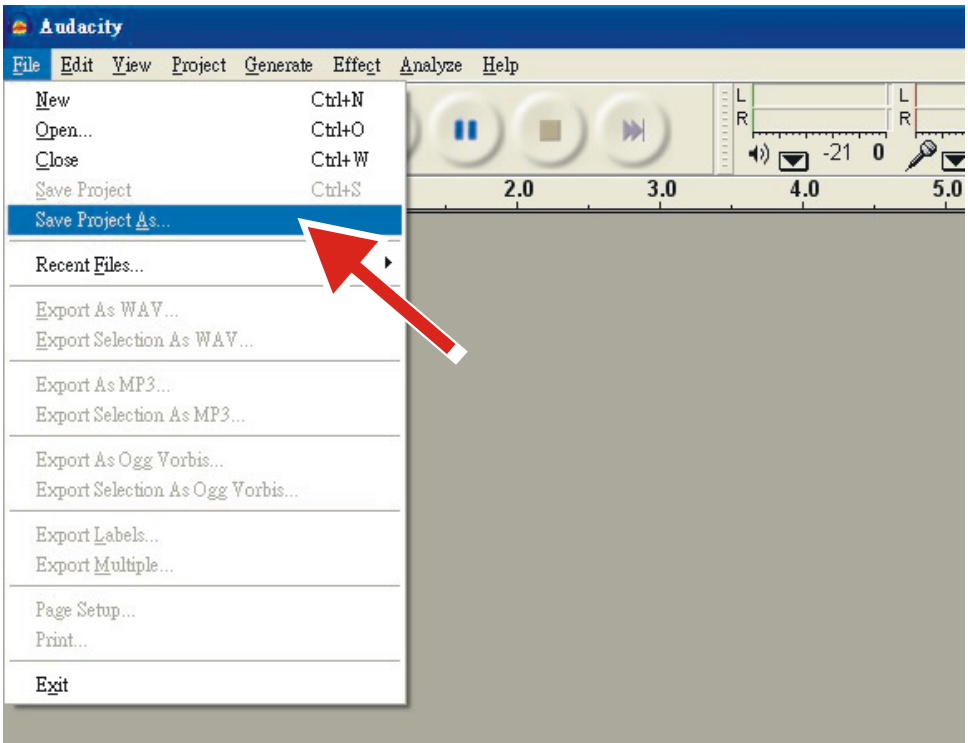 Audacity
File Edit View Project Generate Effect Analyze Help
New Ctrl+N
Open... Ctrl+O
Close Ctrl+W
Save Project Ctrl+S
Save Project As...
Recent Files...
Export As WAV...
Export Selection As WAV...
Export As MP3...
Export Selection As MP3...
Export As Ogg Vorbis...
Export Selection As Ogg Vorbis...
Export Labels...
Export Multiple...
Page Setup...
Print...
Exit
L L
R R
-21 0
2.0 3.0 4.0 5.0